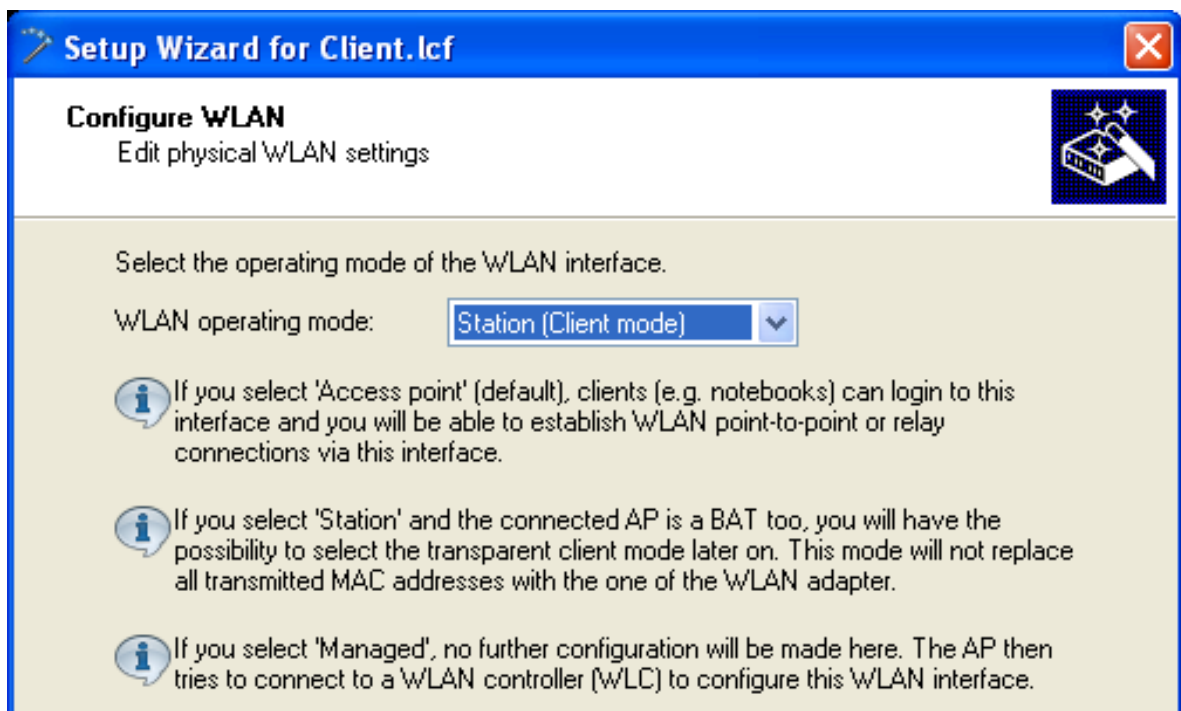 Setup Wizard for Client.lcf
Configure WLAN
Edit physical WLAN settings
Select the operating mode of the WLAN interface.
WLAN operating mode: Station (Client mode)
If you select 'Access point' (default), clients (e.g. notebooks) can login to this
interface and you will be able to establish WLAN point-to-point or relay
connections via this interface.
If you select 'Station' and the connected AP is a BAT too, you will have the
possibility to select the transparent client mode later on. This mode will not replace
all transmitted MAC addresses with the one of the WLAN adapter.
If you select 'Managed', no further configuration will be made here. The AP then
tries to connect to a WLAN controller (WLC) to configure this WLAN interface.